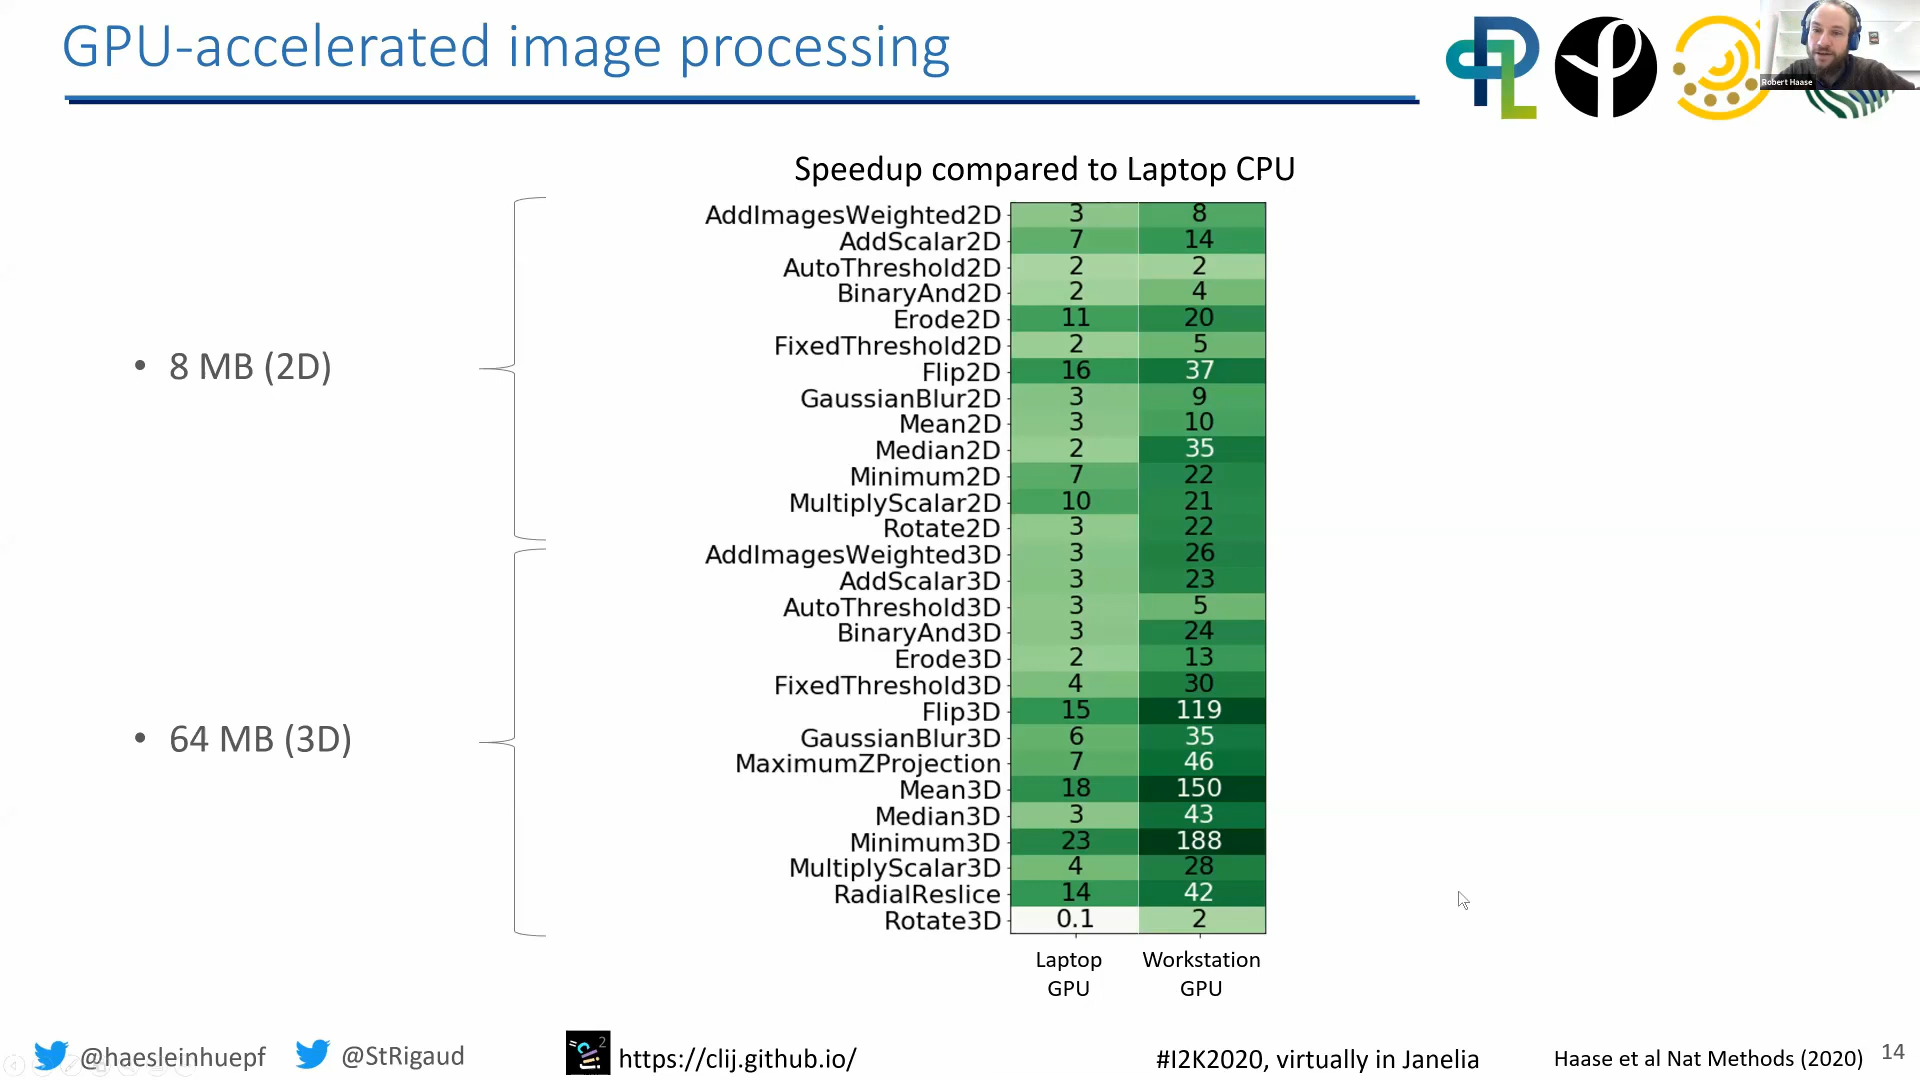 GPU-accelerated image processing
Robert Haase
Speedup compared to Laptop CPU
AddImagesWeighted2D 3 8
AddScalar2D 7 14
AutoThreshold2D 2 2
BinaryAnd2D 2 4
Erode2D 11 20
FixedThreshold2D 2 5
Flip2D 16 37
GaussianBlur2D 3 9
Mean2D 3 10
Median2D 2 35
Minimum2D 7 22
MultiplyScalar2D 10 21
Rotate2D 3 22
AddImagesWeighted3D 3 26
AddScalar3D 3 23
AutoThreshold3D 3 5
BinaryAnd3D 3 24
Erode3D 2 13
FixedThreshold3D 4 30
Flip3D 15 119
GaussianBlur3D 6 35
MaximumZProjection 7 46
Mean3D 18 150
Median3D 3 43
Minimum3D 23 188
MultiplyScalar3D 4 28
RadialReslice 14 42
Rotate3D 0.1 2
Laptop GPU
Workstation GPU
• 8 MB (2D)
• 64 MB (3D)
@haesleinhuepf
@StRigaud
https://clij.github.io/
#I2K2020, virtually in Janelia
Haase et al Nat Methods (2020)
14